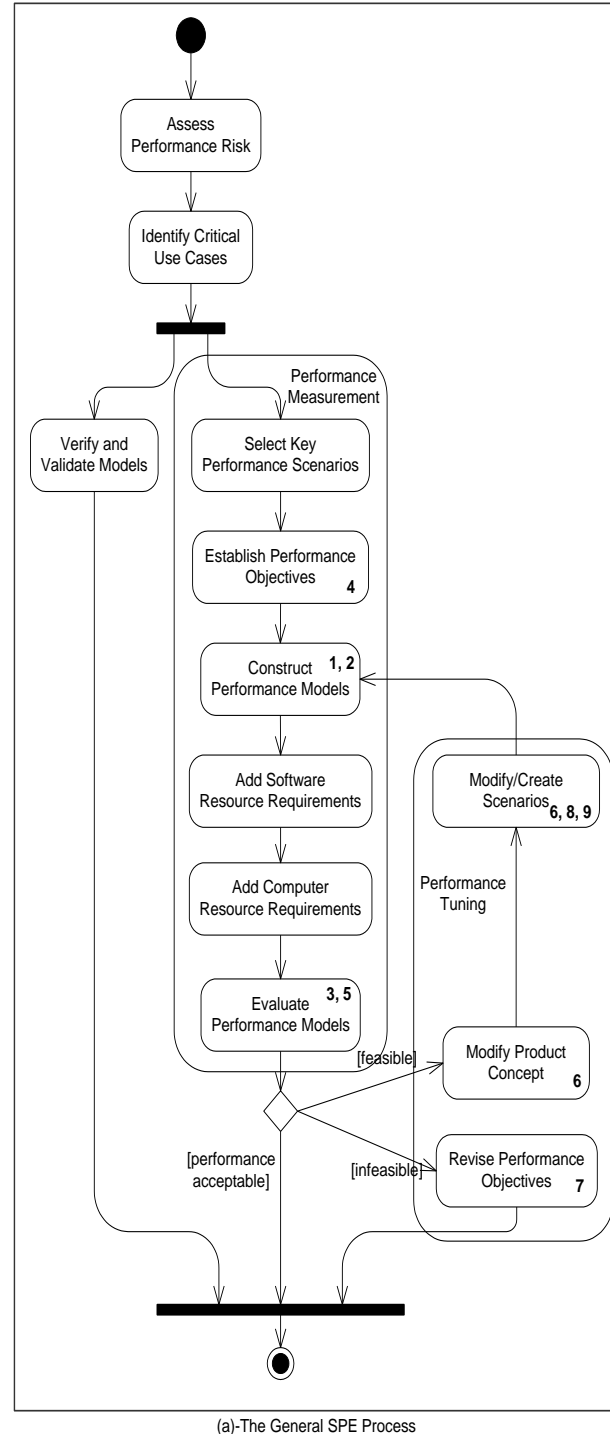 Assess
Performance Risk
Identify Critical
Use Cases
Performance
Measurement
Verify and
Validate Models
Select Key
Performance Scenarios
Establish Performance
Objectives
4
1, 2
Construct
Performance Models
Add Software
Resource Requirements
Modify/Create
Scenarios
6, 8, 9
Add Computer
Resource Requirements
Performance
Tuning
3, 5
Evaluate
Performance Models
[feasible]
Modify Product
Concept
6
[performance
acceptable]
[infeasible]
Revise Performance
Objectives
7
(a)-The General SPE Process